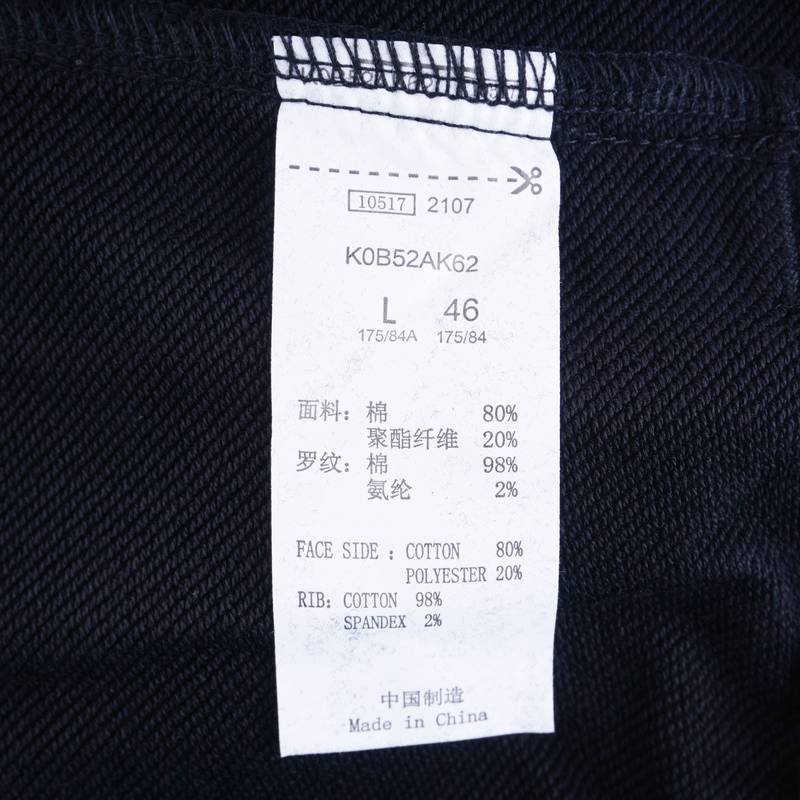 10517 2107
K0B52AK62
L 46
175/84A 175/84
面料：棉 80%
聚酯纤维 20%
罗纹：棉 98%
氨纶 2%
FACE SIDE : COTTON 80%
POLYESTER 20%
RIB: COTTON 98%
SPANDEX 2%
中国制造
Made in China